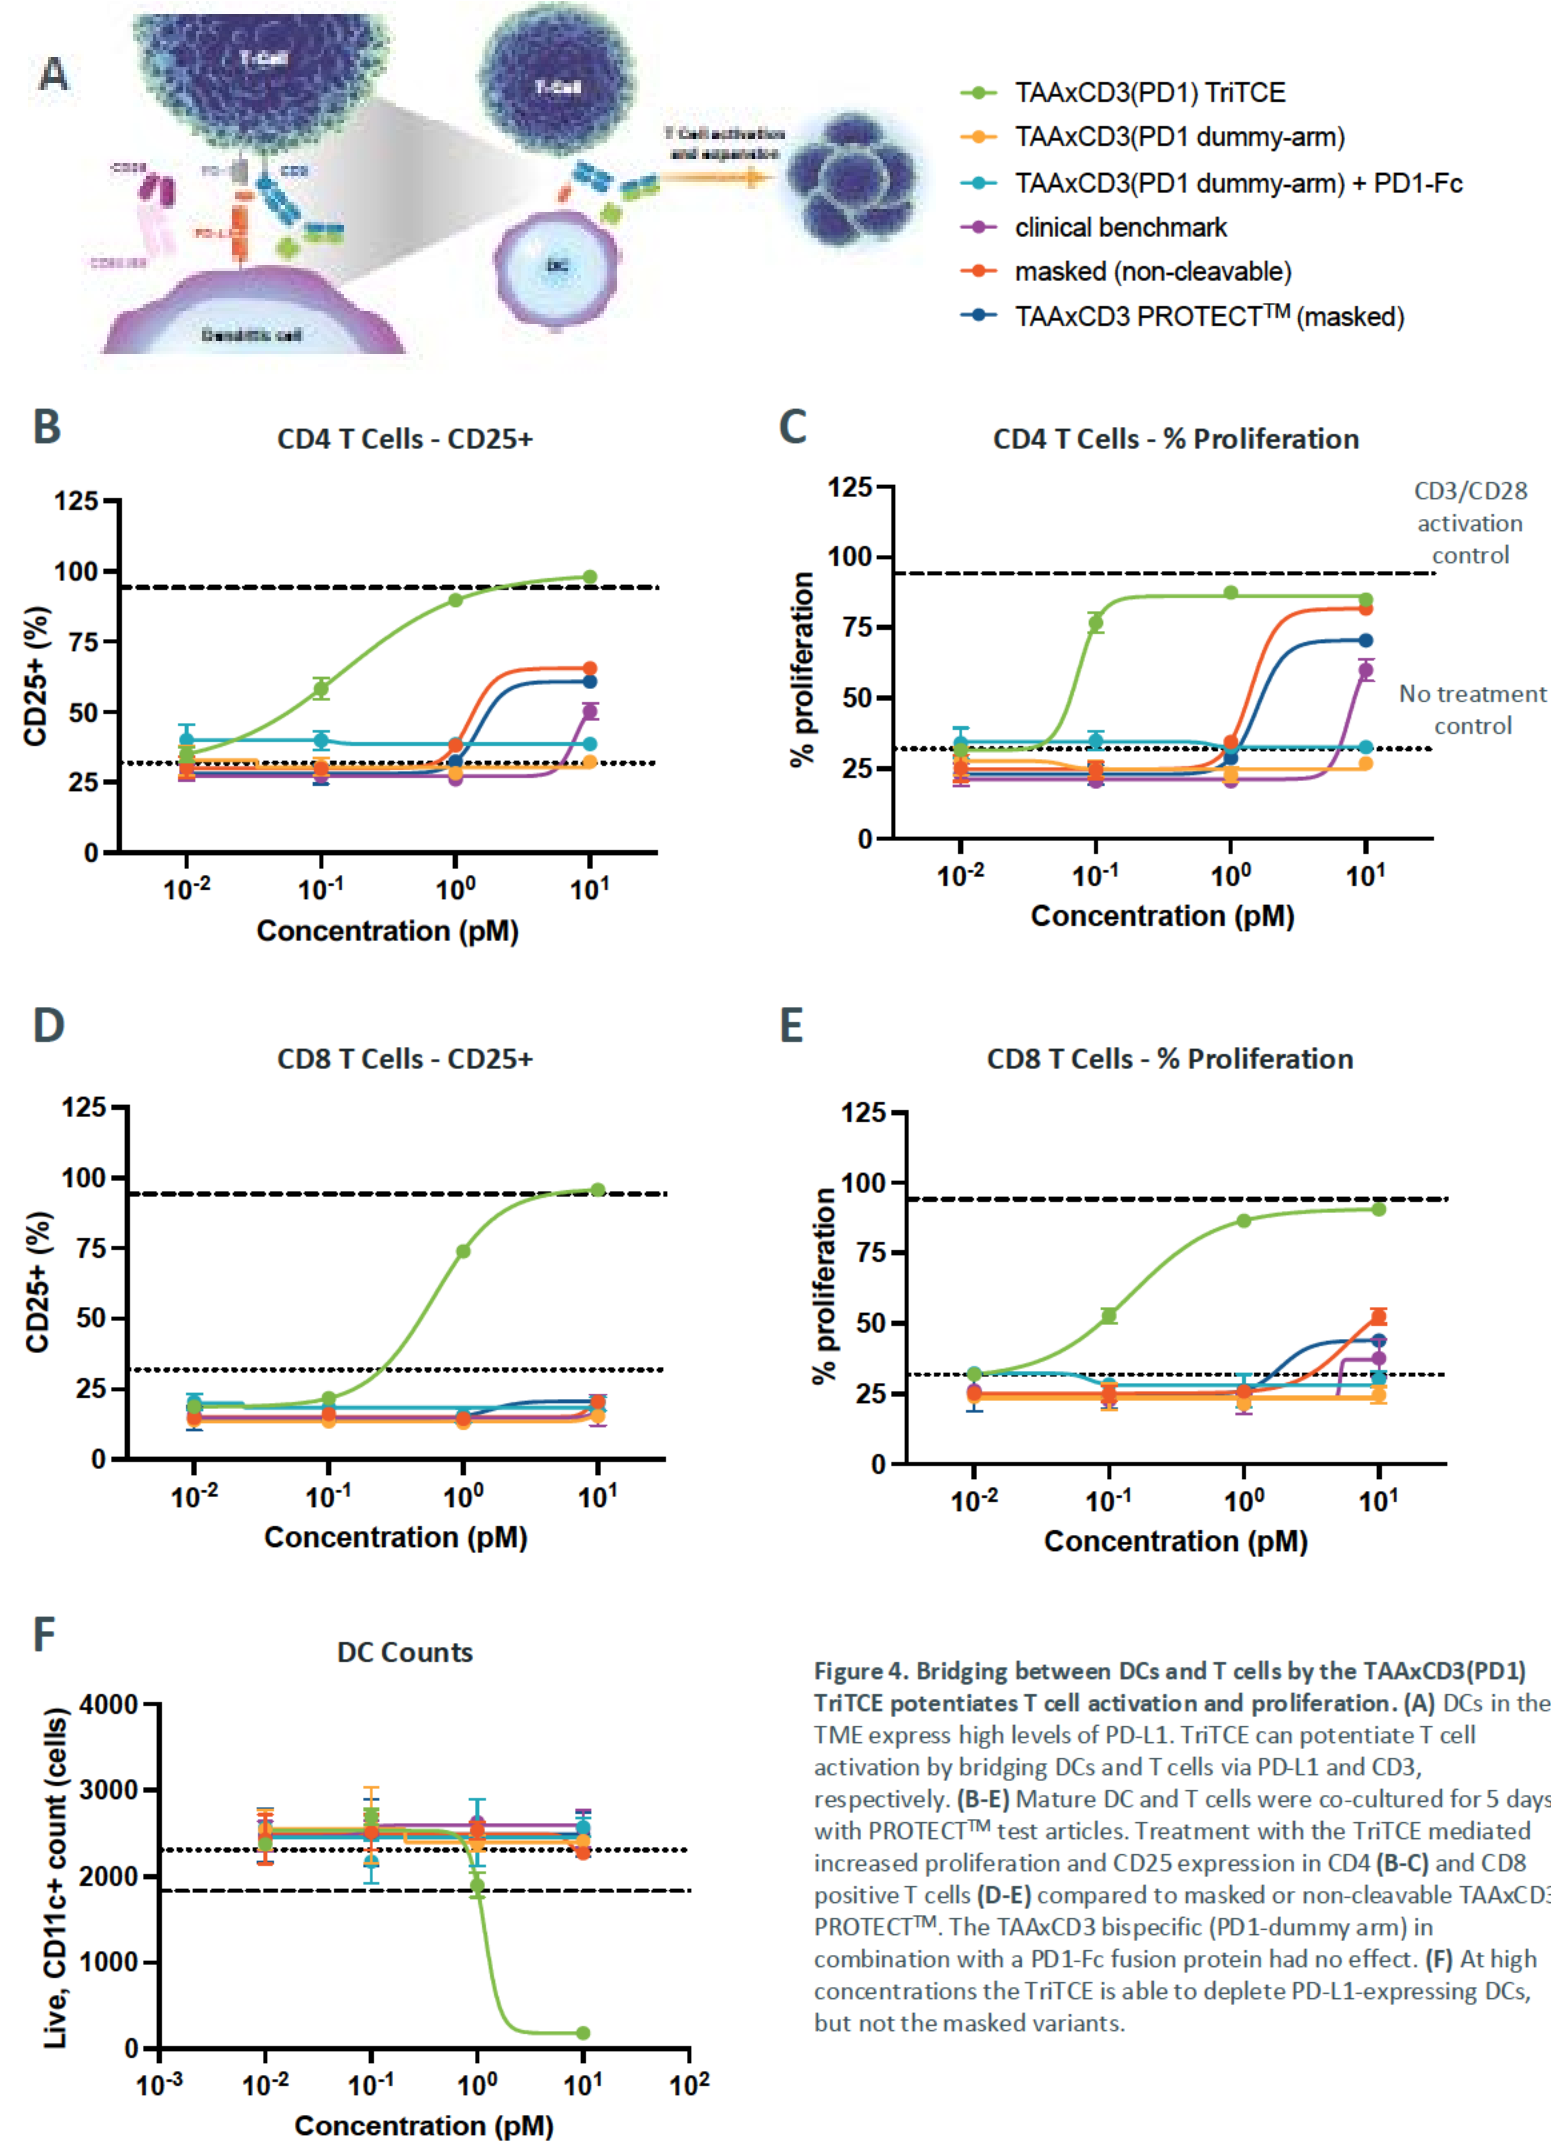 A
T-Cell
CD28
PD-1
CD3
PD-L1
Dendritic cell
T-Cell
DC
T Cell activation
and expansion
TAAxCD3(PD1) TriTCE
TAAxCD3(PD1 dummy-arm)
TAAxCD3(PD1 dummy-arm) + PD1-Fc
clinical benchmark
masked (non-cleavable)
TAAxCD3 PROTECT™ (masked)
B
CD4 T Cells - CD25+
125
100
75
50
25
0
CD25+ (%)
10⁻² 10⁻¹ 10⁰ 10¹
Concentration (pM)
C
CD4 T Cells - % Proliferation
125
100
75
50
25
0
% proliferation
10⁻² 10⁻¹ 10⁰ 10¹
Concentration (pM)
CD3/CD28
activation
control
No treatment
control
D
CD8 T Cells - CD25+
125
100
75
50
25
0
CD25+ (%)
10⁻² 10⁻¹ 10⁰ 10¹
Concentration (pM)
E
CD8 T Cells - % Proliferation
125
100
75
50
25
0
% proliferation
10⁻² 10⁻¹ 10⁰ 10¹
Concentration (pM)
F
DC Counts
4000
3000
2000
1000
0
Live, CD11c+ count (cells)
10⁻³ 10⁻² 10⁻¹ 10⁰ 10¹ 10²
Concentration (pM)
Figure 4. Bridging between DCs and T cells by the TAAxCD3(PD1)
TriTCE potentiates T cell activation and proliferation. (A) DCs in the
TME express high levels of PD-L1. TriTCE can potentiate T cell
activation by bridging DCs and T cells via PD-L1 and CD3,
respectively. (B-E) Mature DC and T cells were co-cultured for 5 days
with PROTECT™ test articles. Treatment with the TriTCE mediated
increased proliferation and CD25 expression in CD4 (B-C) and CD8
positive T cells (D-E) compared to masked or non-cleavable TAAxCD3
PROTECT™. The TAAxCD3 bispecific (PD1-dummy arm) in
combination with a PD1-Fc fusion protein had no effect. (F) At high
concentrations the TriTCE is able to deplete PD-L1-expressing DCs,
but not the masked variants.